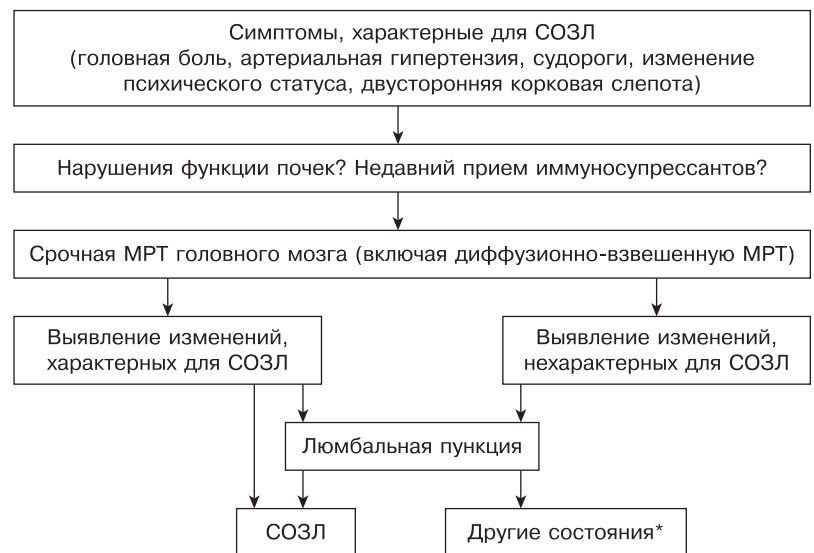 Симптомы, характерные для СОЗЛ
(головная боль, артериальная гипертензия, судороги, изменение
психического статуса, двусторонняя корковая слепота)
Нарушения функции почек? Недавний прием иммуносупрессантов?
Срочная МРТ головного мозга (включая диффузионно-взвешенную МРТ)
Выявление изменений,
характерных для СОЗЛ
Выявление изменений,
нехарактерных для СОЗЛ
Люмбальная пункция
СОЗЛ
Другие состояния*